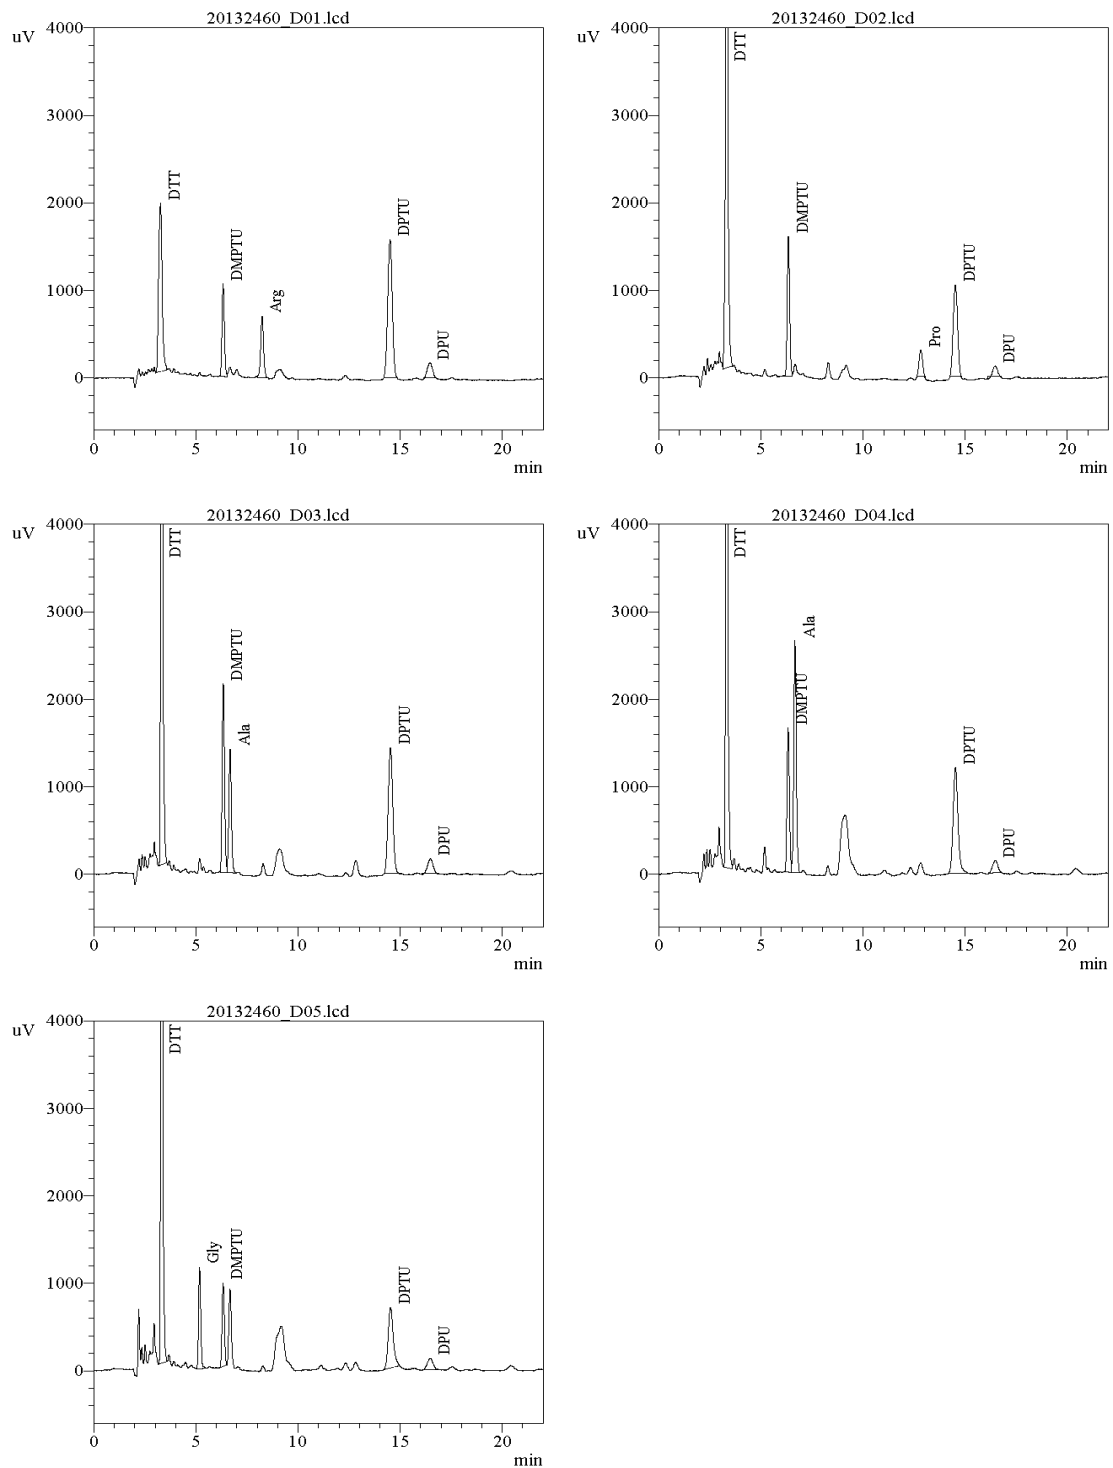 20132460_D01.lcd
uV
4000
3000
2000
1000
0
DTT
DMPTU
Arg
DPTU
DPU
0 5 10 15 20
min
20132460_D02.lcd
uV
4000
3000
2000
1000
0
DTT
DMPTU
Pro
DPTU
DPU
0 5 10 15 20
min
20132460_D03.lcd
uV
4000
3000
2000
1000
0
DTT
DMPTU
Ala
DPTU
DPU
0 5 10 15 20
min
20132460_D04.lcd
uV
4000
3000
2000
1000
0
DTT
DMPTU
Ala
DPTU
DPU
0 5 10 15 20
min
20132460_D05.lcd
uV
4000
3000
2000
1000
0
DTT
Gly
DMPTU
DPTU
DPU
0 5 10 15 20
min